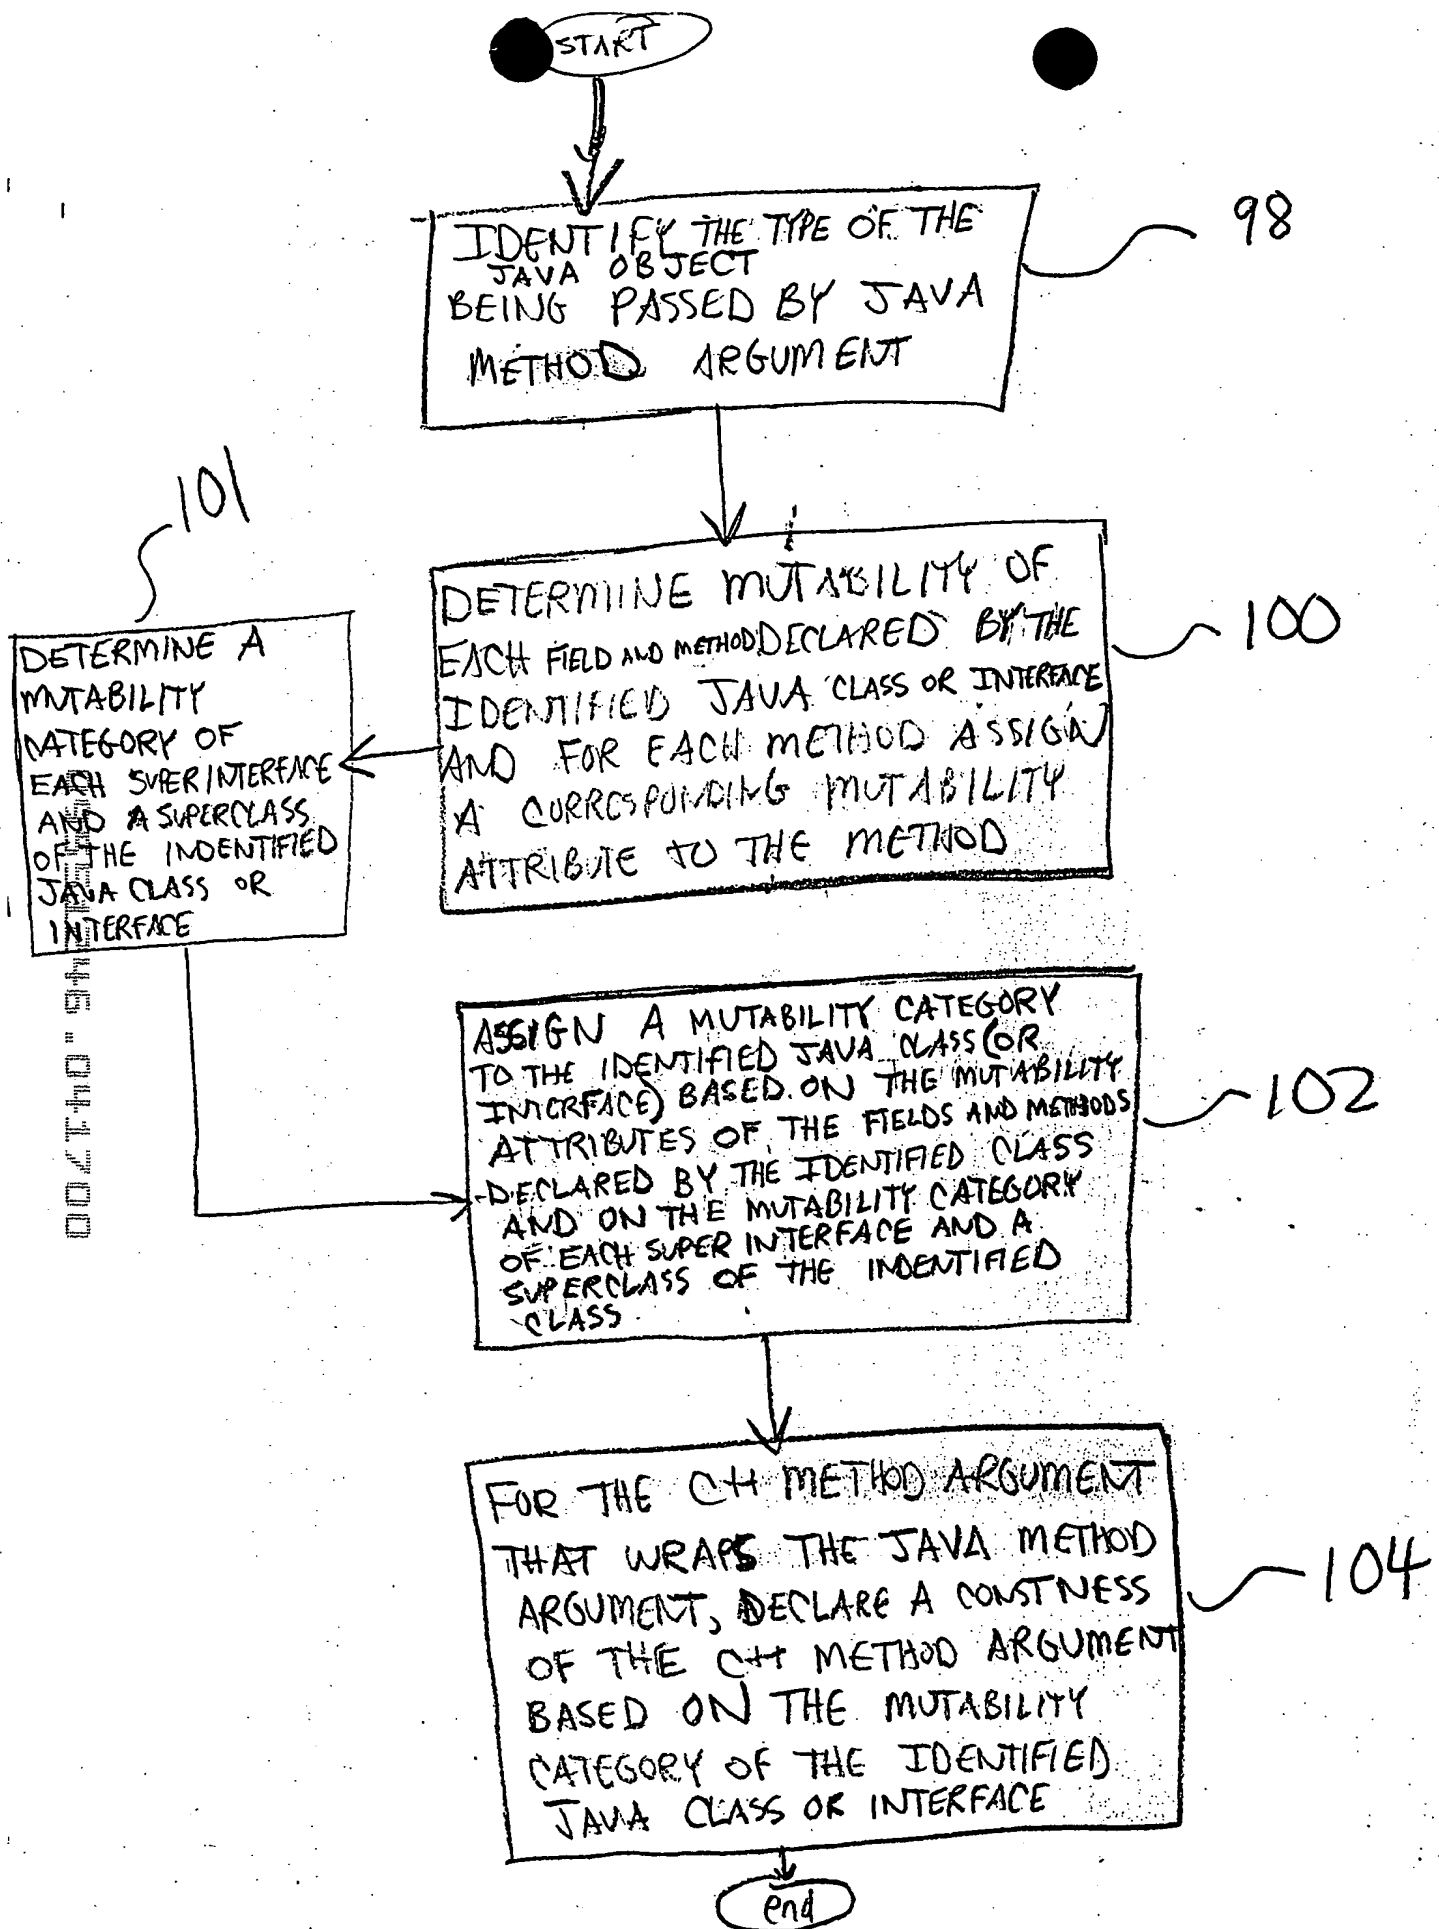 START
IDENTIFY THE TYPE OF THE
JAVA OBJECT
BEING PASSED BY JAVA
METHOD ARGUMENT
98
DETERMINE MUTABILITY OF
EACH FIELD AND METHOD DECLARED BY THE
IDENTIFIED JAVA CLASS OR INTERFACE
AND FOR EACH METHOD ASSIGN
A CORRESPONDING MUTABILITY
ATTRIBUTE TO THE METHOD
100
101
DETERMINE A
MUTABILITY
CATEGORY OF
EACH SUPERINTERFACE
AND A SUPERCLASS
OF THE INDENTIFIED
JAVA CLASS OR
INTERFACE
ASSIGN A MUTABILITY CATEGORY
TO THE IDENTIFIED JAVA CLASS (OR
INTERFACE) BASED ON THE MUTABILITY
ATTRIBUTES OF THE FIELDS AND METHODS
DECLARED BY THE IDENTIFIED CLASS
AND ON THE MUTABILITY CATEGORY
OF EACH SUPER INTERFACE AND A
SUPERCLASS OF THE INDENTIFIED
CLASS
102
FOR THE C++ METHOD ARGUMENT
THAT WRAPS THE JAVA METHOD
ARGUMENT, DECLARE A CONSTNESS
OF THE C++ METHOD ARGUMENT
BASED ON THE MUTABILITY
CATEGORY OF THE IDENTIFIED
JAVA CLASS OR INTERFACE
104
end